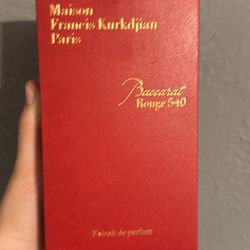 Maison
Francis Kurkdjian
Paris
Baccarat
Rouge 540
Extrait de parfum